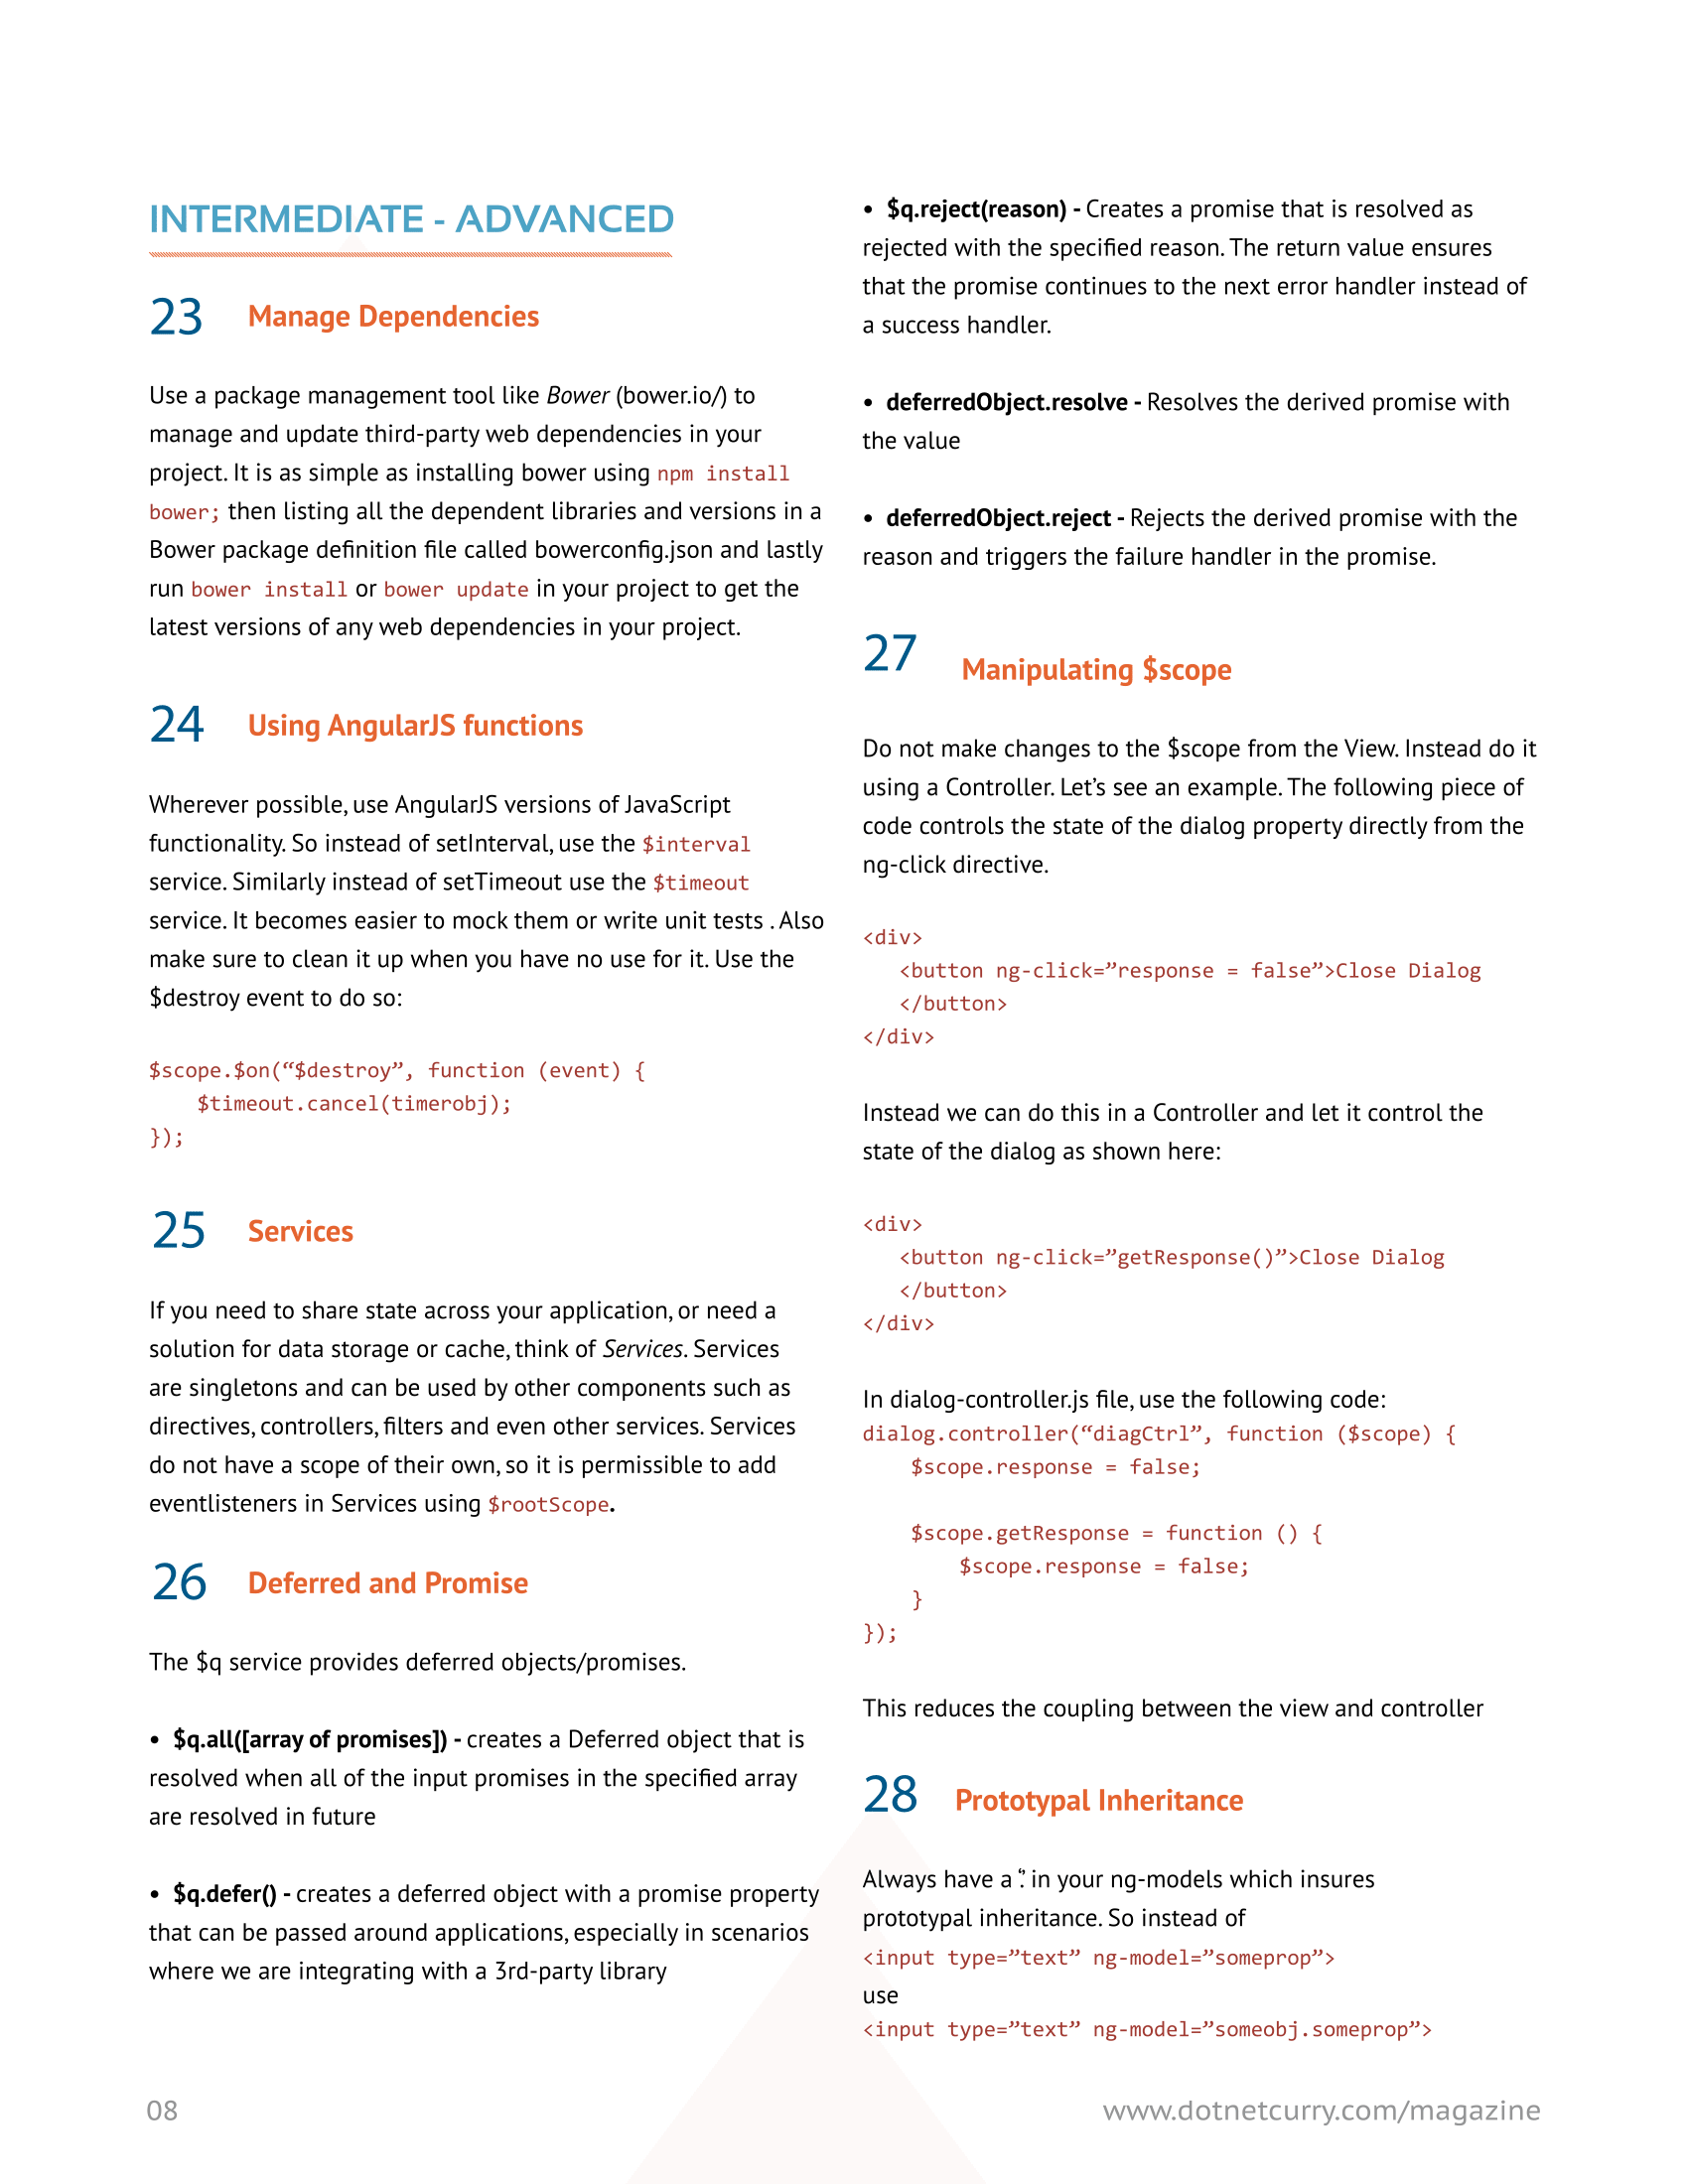 INTERMEDIATE - ADVANCED
23 Manage Dependencies
Use a package management tool like Bower (bower.io/) to
manage and update third-party web dependencies in your
project. It is as simple as installing bower using npm install
bower; then listing all the dependent libraries and versions in a
Bower package definition file called bowerconfig.json and lastly
run bower install or bower update in your project to get the
latest versions of any web dependencies in your project.
24 Using AngularJS functions
Wherever possible, use AngularJS versions of JavaScript
functionality. So instead of setInterval, use the $interval
service. Similarly instead of setTimeout use the $timeout
service. It becomes easier to mock them or write unit tests . Also
make sure to clean it up when you have no use for it. Use the
$destroy event to do so:
$scope.$on(“$destroy”, function (event) {
    $timeout.cancel(timerobj);
});
25 Services
If you need to share state across your application, or need a
solution for data storage or cache, think of Services. Services
are singletons and can be used by other components such as
directives, controllers, filters and even other services. Services
do not have a scope of their own, so it is permissible to add
eventlisteners in Services using $rootScope.
26 Deferred and Promise
The $q service provides deferred objects/promises.
• $q.all([array of promises]) - creates a Deferred object that is
resolved when all of the input promises in the specified array
are resolved in future
• $q.defer() - creates a deferred object with a promise property
that can be passed around applications, especially in scenarios
where we are integrating with a 3rd-party library
• $q.reject(reason) - Creates a promise that is resolved as
rejected with the specified reason. The return value ensures
that the promise continues to the next error handler instead of
a success handler.
• deferredObject.resolve - Resolves the derived promise with
the value
• deferredObject.reject - Rejects the derived promise with the
reason and triggers the failure handler in the promise.
27 Manipulating $scope
Do not make changes to the $scope from the View. Instead do it
using a Controller. Let’s see an example. The following piece of
code controls the state of the dialog property directly from the
ng-click directive.
<div>
   <button ng-click=”response = false”>Close Dialog
   </button>
</div>
Instead we can do this in a Controller and let it control the
state of the dialog as shown here:
<div>
   <button ng-click=”getResponse()”>Close Dialog
   </button>
</div>
In dialog-controller.js file, use the following code:
dialog.controller(“diagCtrl”, function ($scope) {
    $scope.response = false;
    $scope.getResponse = function () {
        $scope.response = false;
    }
});
This reduces the coupling between the view and controller
28 Prototypal Inheritance
Always have a ‘.’ in your ng-models which insures
prototypal inheritance. So instead of
<input type=”text” ng-model=”someprop”>
use
<input type=”text” ng-model=”someobj.someprop”>
08
www.dotnetcurry.com/magazine